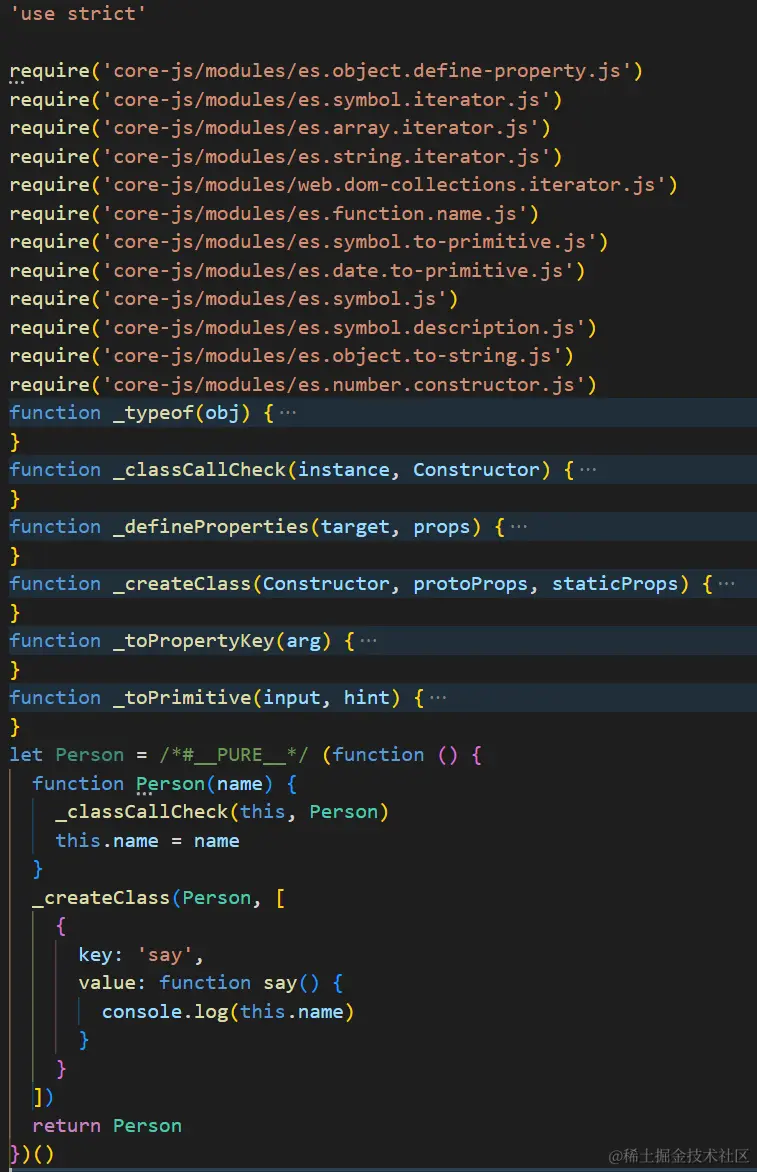 'use strict'
require('core-js/modules/es.object.define-property.js')
require('core-js/modules/es.symbol.iterator.js')
require('core-js/modules/es.array.iterator.js')
require('core-js/modules/es.string.iterator.js')
require('core-js/modules/web.dom-collections.iterator.js')
require('core-js/modules/es.function.name.js')
require('core-js/modules/es.symbol.to-primitive.js')
require('core-js/modules/es.date.to-primitive.js')
require('core-js/modules/es.symbol.js')
require('core-js/modules/es.symbol.description.js')
require('core-js/modules/es.object.to-string.js')
require('core-js/modules/es.number.constructor.js')
function _typeof(obj) {···
}
function _classCallCheck(instance, Constructor) {···
}
function _defineProperties(target, props) {···
}
function _createClass(Constructor, protoProps, staticProps) {···
}
function _toPropertyKey(arg) {···
}
function _toPrimitive(input, hint) {···
}
let Person = /*#__PURE__*/ (function () {
  function Person(name) {
    _classCallCheck(this, Person)
    this.name = name
  }
  _createClass(Person, [
    {
      key: 'say',
      value: function say() {
        console.log(this.name)
      }
    }
  ])
  return Person
})()
@稀土掘金技术社区